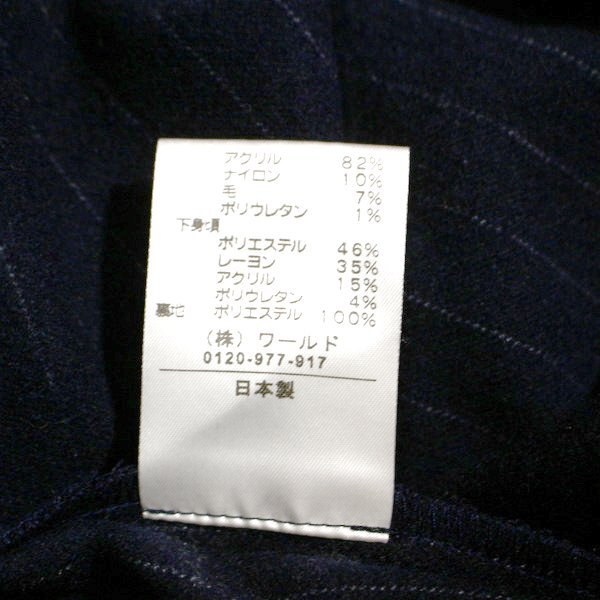 アクリル 82%
ナイロン 10%
毛 7%
ポリウレタン 1%
下身頃
ポリエステル 46%
レーヨン 35%
アクリル 15%
ポリウレタン 4%
裏地 ポリエステル 100%
(株)ワールド
0120-977-917
日本製